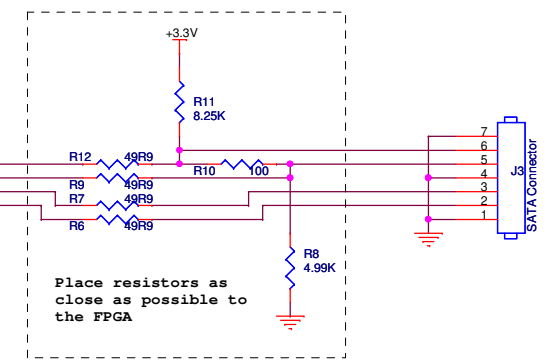 +3.3V
R11
8.25K
R12 49R9
R10 100
R9 49R9
R7 49R9
R6 49R9
R8
4.99K
7
6
5
4
3
2
1
J3
SATA Connector
Place resistors as
close as possible to
the FPGA